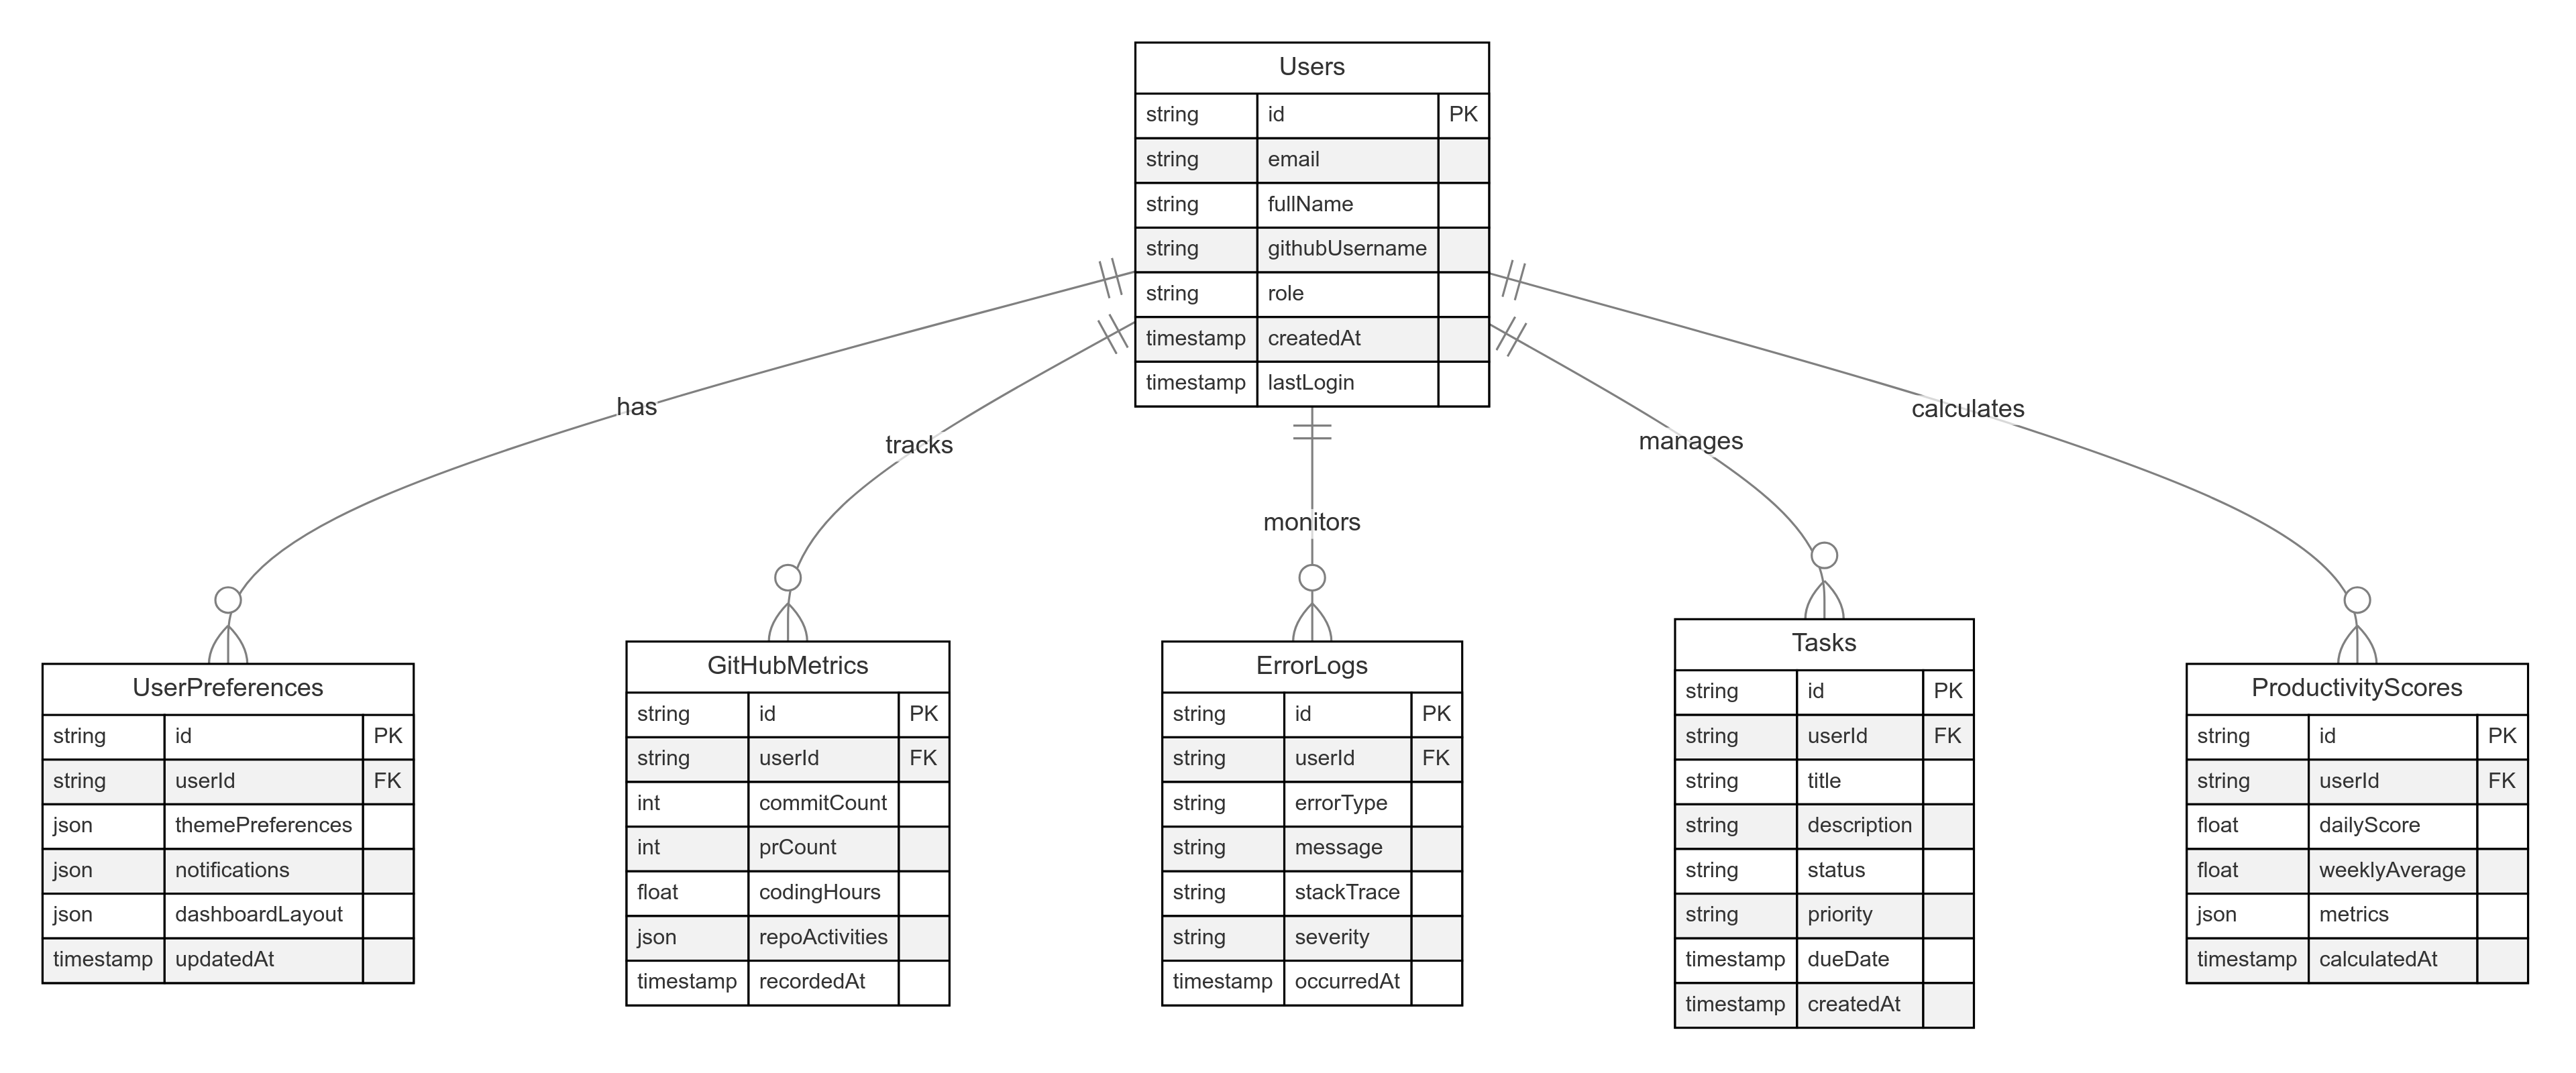 Users
string id PK
string email
string fullName
string githubUsername
string role
timestamp createdAt
timestamp lastLogin
has
tracks
monitors
manages
calculates
UserPreferences
string id PK
string userId FK
json themePreferences
json notifications
json dashboardLayout
timestamp updatedAt
GitHubMetrics
string id PK
string userId FK
int commitCount
int prCount
float codingHours
json repoActivities
timestamp recordedAt
ErrorLogs
string id PK
string userId FK
string errorType
string message
string stackTrace
string severity
timestamp occurredAt
Tasks
string id PK
string userId FK
string title
string description
string status
string priority
timestamp dueDate
timestamp createdAt
ProductivityScores
string id PK
string userId FK
float dailyScore
float weeklyAverage
json metrics
timestamp calculatedAt